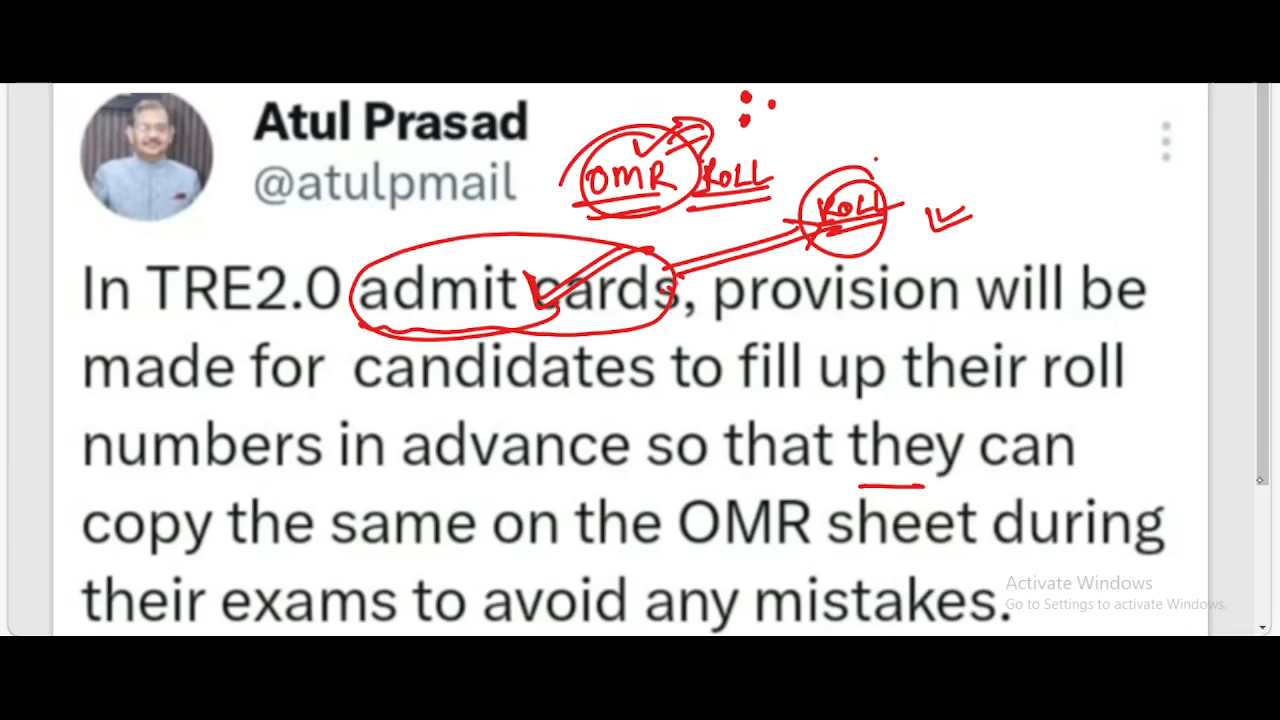 Atul Prasad
@atulpmail
OMR ROLL
ROLL
In TRE2.0 admit cards, provision will be
made for candidates to fill up their roll
numbers in advance so that they can
copy the same on the OMR sheet during
their exams to avoid any mistakes.
Activate Windows
Go to Settings to activate Windows.